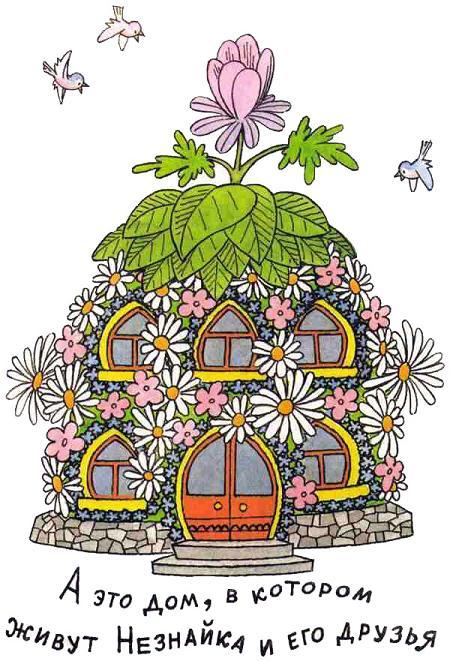 А это дом, в котором
живут Незнайка и его друзья